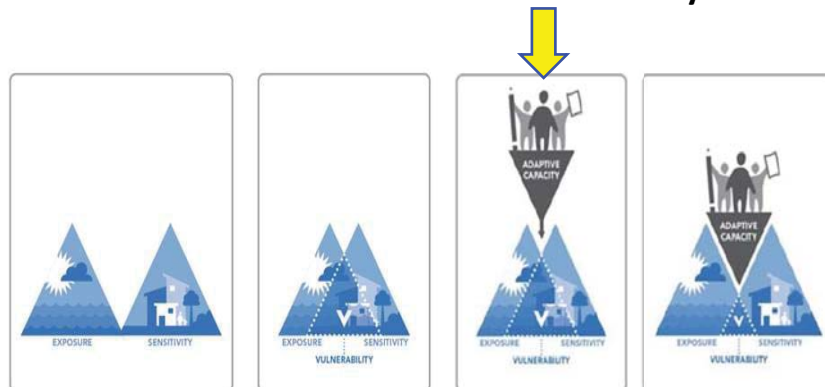 EXPOSURE SENSITIVITY
EXPOSURE SENSITIVITY
V
VULNERABILITY
ADAPTIVE
CAPACITY
V
EXPOSURE SENSITIVITY
VULNERABILITY
ADAPTIVE
CAPACITY
V
EXPOSURE SENSITIVITY
VULNERABILITY